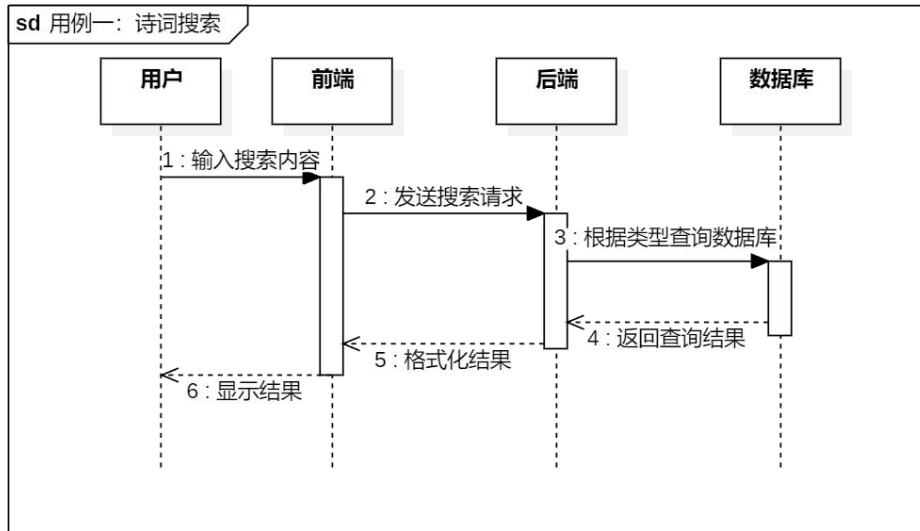 sd 用例一：诗词搜索
用户
前端
后端
数据库
1 : 输入搜索内容
2 : 发送搜索请求
3 : 根据类型查询数据库
4 : 返回查询结果
5 : 格式化结果
6 : 显示结果